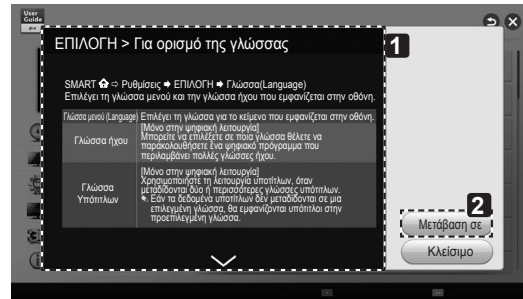 User
Guide
ΕΠΙΛΟΓΗ > Για ορισμό της γλώσσας
1
SMART ⇨ Ρυθμίσεις ➡ ΕΠΙΛΟΓΗ ➡ Γλώσσα(Language)
Επιλέγει τη γλώσσα μενού και την γλώσσα ήχου που εμφανίζεται στην οθόνη.
Γλώσσα μενού (Language) Επιλέγει τη γλώσσα για το κείμενο που εμφανίζεται στην οθόνη.
Γλώσσα ήχου
[Μόνο στην ψηφιακή λειτουργία]
Μπορείτε να επιλέξετε σε ποια γλώσσα θέλετε να
παρακολουθήσετε ένα ψηφιακό πρόγραμμα που
περιλαμβάνει πολλές γλώσσες ήχου.
Γλώσσα
Υπότιτλων
[Μόνο στην ψηφιακή λειτουργία]
Χρησιμοποιήστε τη λειτουργία υποτίτλων, όταν
μεταδίδονται δύο ή περισσότερες γλώσσες υπότιτλων.
Εάν τα δεδομένα υποτίτλων δεν μεταδίδονται σε μια
επιλεγμένη γλώσσα, θα εμφανίζονται υπότιτλοι στην
προεπιλεγμένη γλώσσα.
2
Μετάβαση σε
Κλείσιμο